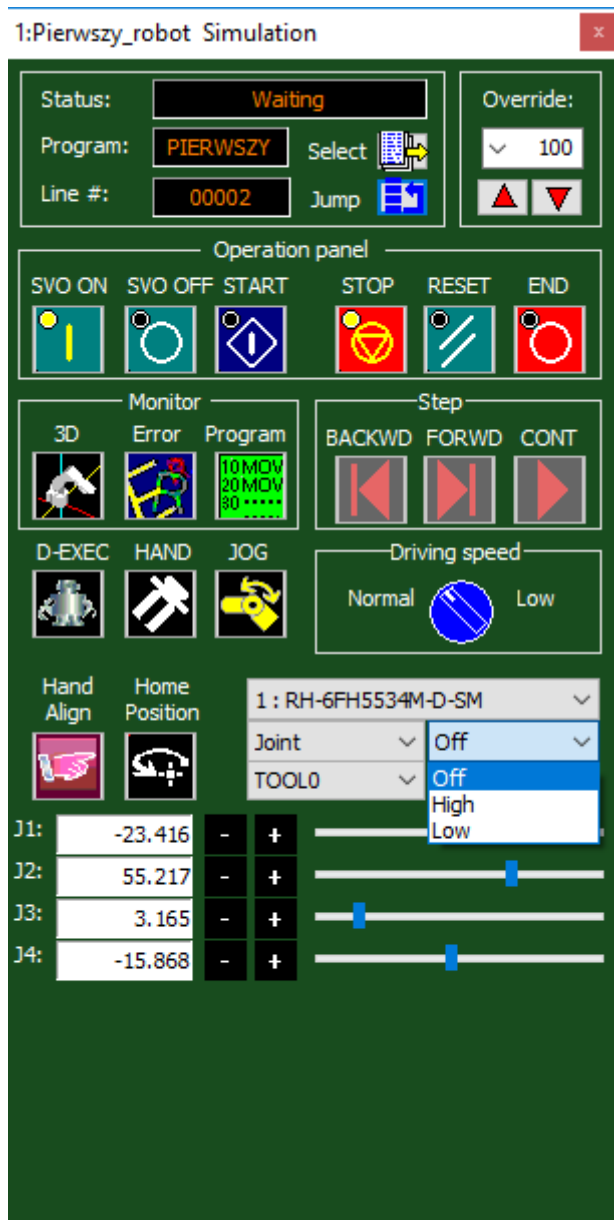 1:Pierwszy_robot Simulation
x
Status: Waiting Override:
Program: PIERWSZY Select 100
Line #: 00002 Jump
Operation panel
SVO ON SVO OFF START STOP RESET END
Monitor Step
3D Error Program BACKWD FORWD CONT
10MOV
20MOV
30 ·····
·····
D-EXEC HAND JOG Driving speed
Normal Low
Hand Align Home Position 1 : RH-6FH5534M-D-SM
Joint Off
TOOL0 Off
High
Low
J1: -23.416 - +
J2: 55.217 - +
J3: 3.165 - +
J4: -15.868 - +